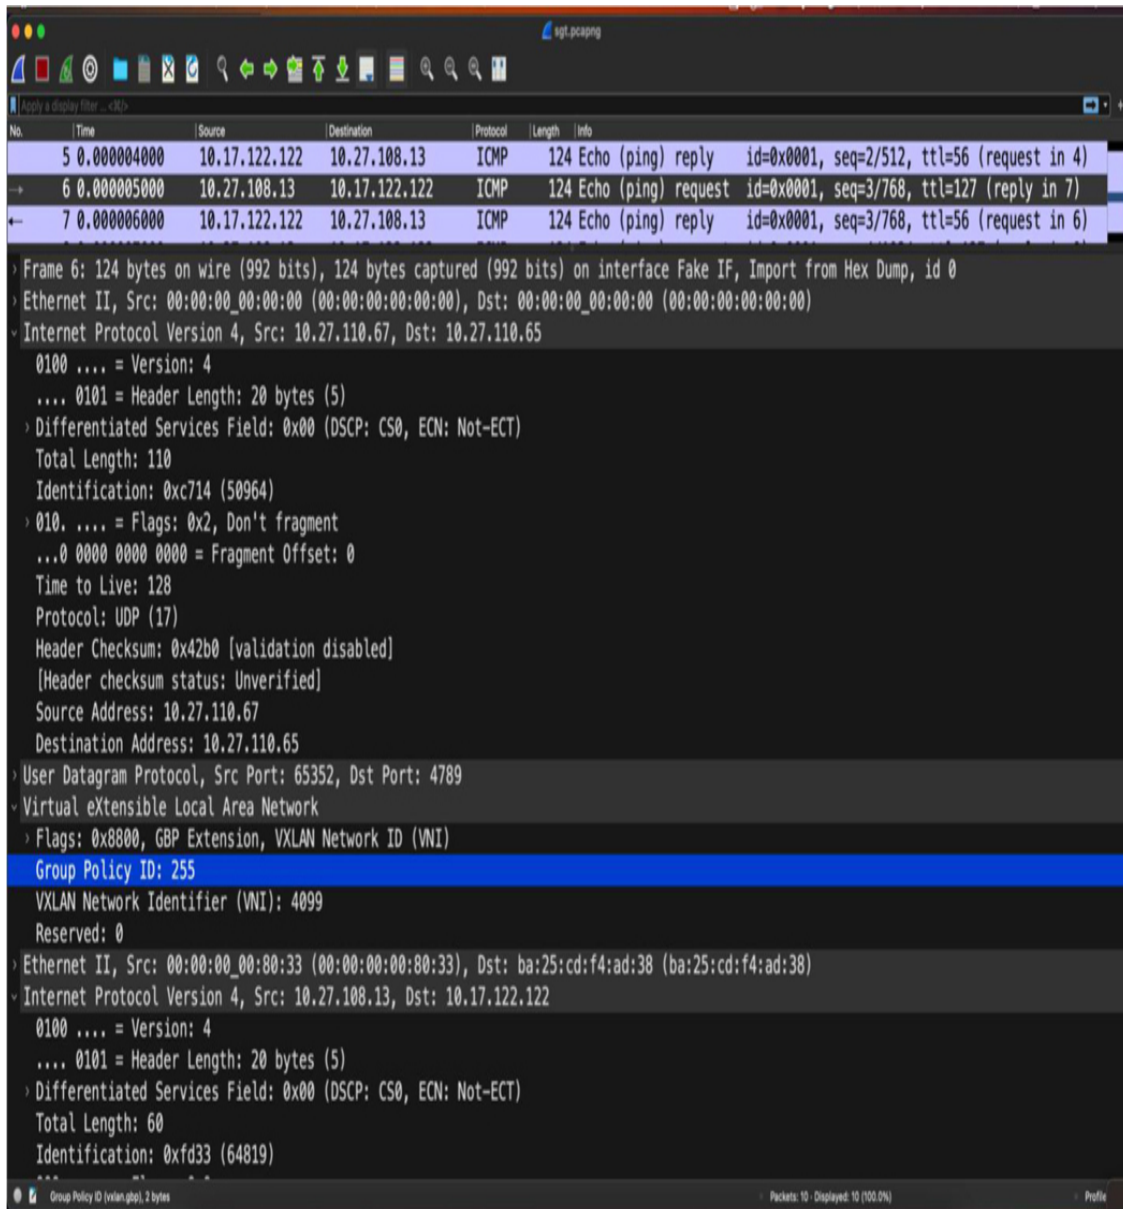 sgt.pcapng
Apply a display filter ... <⌘/>
No. Time Source Destination Protocol Length Info
5 0.000004000 10.17.122.122 10.27.108.13 ICMP 124 Echo (ping) reply id=0x0001, seq=2/512, ttl=56 (request in 4)
6 0.000005000 10.27.108.13 10.17.122.122 ICMP 124 Echo (ping) request id=0x0001, seq=3/768, ttl=127 (reply in 7)
7 0.000006000 10.17.122.122 10.27.108.13 ICMP 124 Echo (ping) reply id=0x0001, seq=3/768, ttl=56 (request in 6)
Frame 6: 124 bytes on wire (992 bits), 124 bytes captured (992 bits) on interface Fake IF, Import from Hex Dump, id 0
Ethernet II, Src: 00:00:00_00:00:00 (00:00:00:00:00:00), Dst: 00:00:00_00:00:00 (00:00:00:00:00:00)
Internet Protocol Version 4, Src: 10.27.110.67, Dst: 10.27.110.65
0100 .... = Version: 4
.... 0101 = Header Length: 20 bytes (5)
Differentiated Services Field: 0x00 (DSCP: CS0, ECN: Not-ECT)
Total Length: 110
Identification: 0xc714 (50964)
010. .... = Flags: 0x2, Don't fragment
...0 0000 0000 0000 = Fragment Offset: 0
Time to Live: 128
Protocol: UDP (17)
Header Checksum: 0x42b0 [validation disabled]
[Header checksum status: Unverified]
Source Address: 10.27.110.67
Destination Address: 10.27.110.65
User Datagram Protocol, Src Port: 65352, Dst Port: 4789
Virtual eXtensible Local Area Network
Flags: 0x8800, GBP Extension, VXLAN Network ID (VNI)
Group Policy ID: 255
VXLAN Network Identifier (VNI): 4099
Reserved: 0
Ethernet II, Src: 00:00:00_00:80:33 (00:00:00:00:80:33), Dst: ba:25:cd:f4:ad:38 (ba:25:cd:f4:ad:38)
Internet Protocol Version 4, Src: 10.27.108.13, Dst: 10.17.122.122
0100 .... = Version: 4
.... 0101 = Header Length: 20 bytes (5)
Differentiated Services Field: 0x00 (DSCP: CS0, ECN: Not-ECT)
Total Length: 60
Identification: 0xfd33 (64819)
Group Policy ID (vxlan.gbp), 2 bytes Packets: 10 · Displayed: 10 (100.0%) Profile